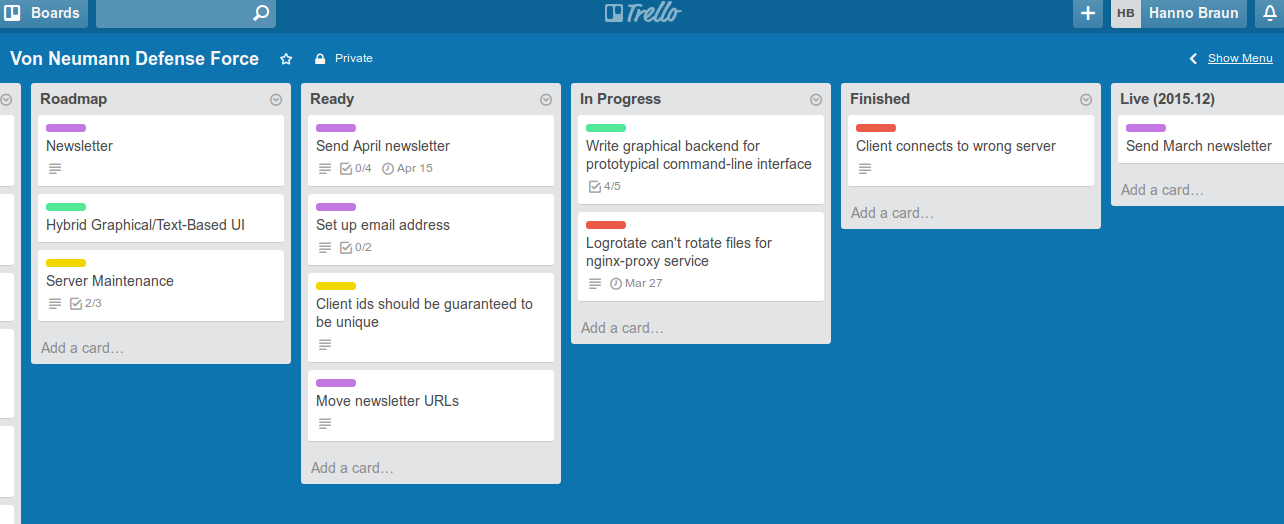 Boards
Trello
HB Hanno Braun
Von Neumann Defense Force
Private
Show Menu
Roadmap
Newsletter
Hybrid Graphical/Text-Based UI
Server Maintenance
2/3
Add a card…
Ready
Send April newsletter
0/4 Apr 15
Set up email address
0/2
Client ids should be guaranteed to
be unique
Move newsletter URLs
Add a card…
In Progress
Write graphical backend for
prototypical command-line interface
4/5
Logrotate can't rotate files for
nginx-proxy service
Mar 27
Add a card…
Finished
Client connects to wrong server
Add a card…
Live (2015.12)
Send March newsletter
Add a card…